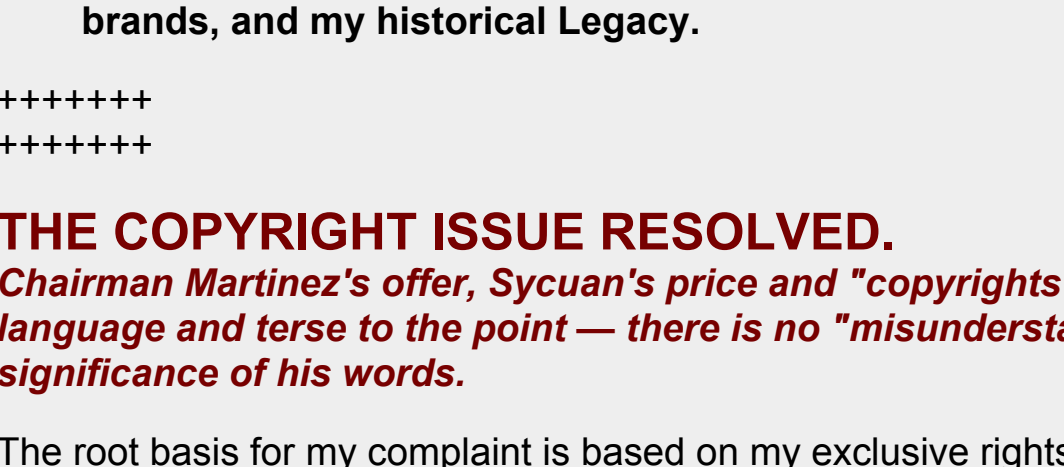 brands, and my historical Legacy.
+++++++
+++++++
THE COPYRIGHT ISSUE RESOLVED.
Chairman Martinez's offer, Sycuan's price and "copyrights
language and terse to the point — there is no "misundersta
significance of his words.
The root basis for my complaint is based on my exclusive rights